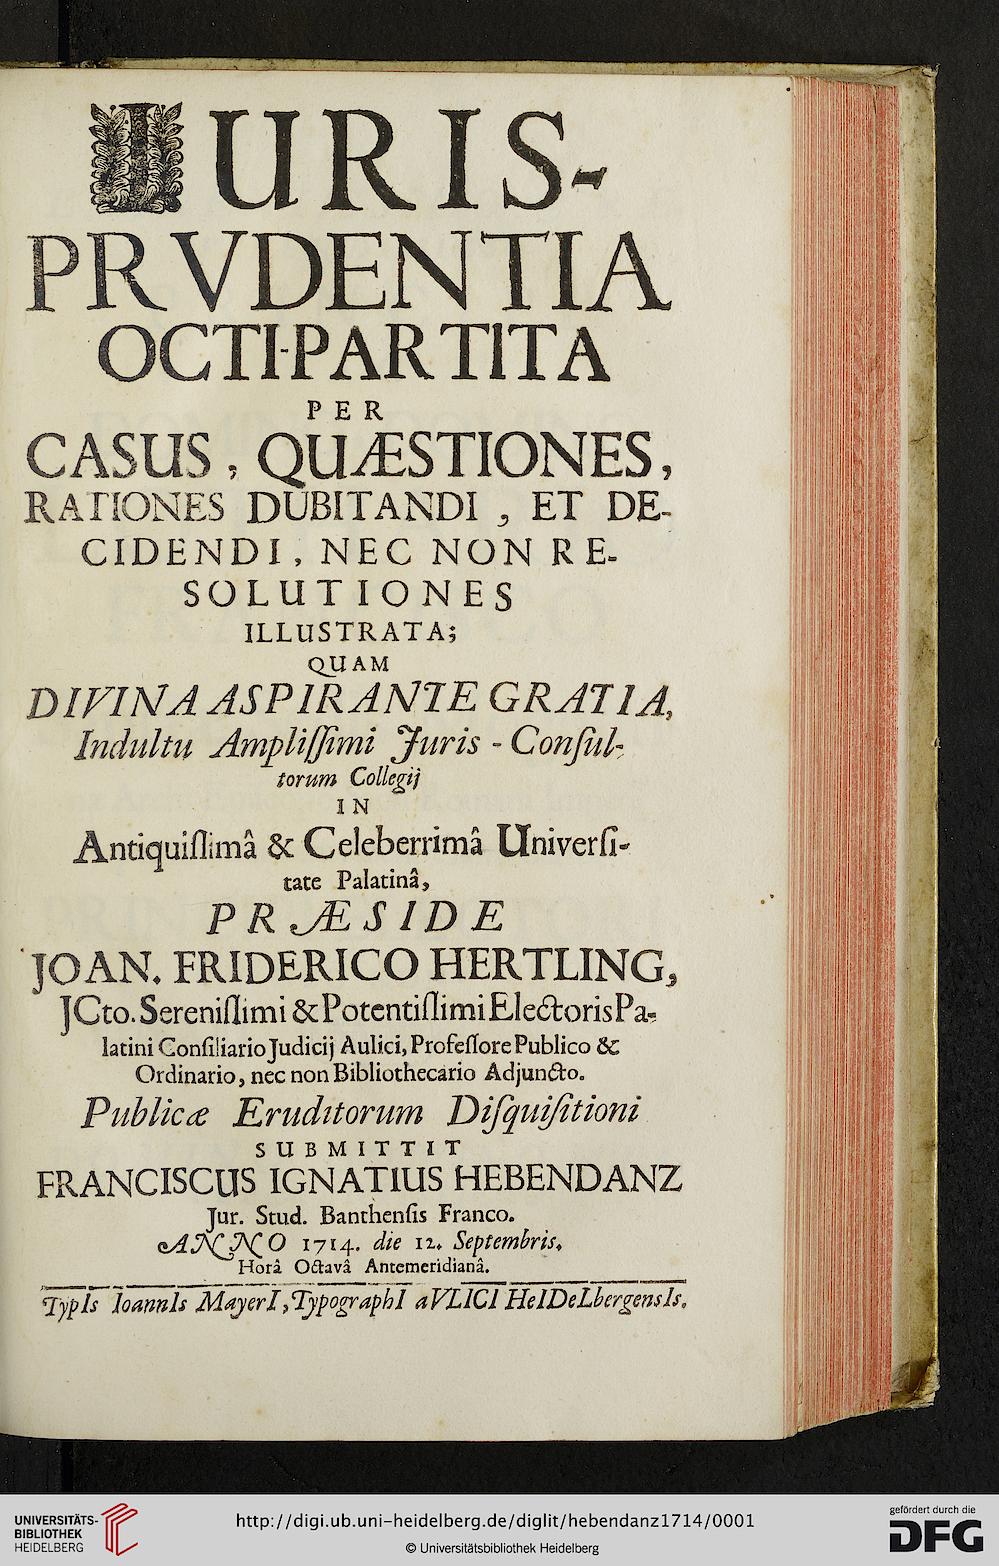 IURIS-
PRVDENTIA
OCTI-PARTITA
PER
CASUS, QUÆSTIONES,
RATIONES DUBITANDI, ET DE-
CIDENDI, NEC NON RE-
SOLUTIONES
ILLUSTRATA;
QUAM
DIVINA ASPIRANTE GRATIA,
Indultu Ampliſſimi Juris-Conſul-
torum Collegij
IN
Antiquiſſimâ & Celeberrimâ Univerſi-
tate Palatinâ,
PRÆSIDE
JOAN. FRIDERICO HERTLING,
JCto. Sereniſſimi & Potentiſſimi Electoris Pa-
latini Conſiliario Judicij Aulici, Profeſſore Publico &
Ordinario, nec non Bibliothecario Adjuncto.
Publicæ Eruditorum Diſquiſitioni
SUBMITTIT
FRANCISCUS IGNATIUS HEBENDANZ
Jur. Stud. Banthenſis Franco.
ANNO 1714. die 12. Septembris.
Horâ Octavâ Antemeridianâ.
TypIs IoannIs MayerI, TypographI aVLICI HeIDeLbergensIs.
UNIVERSITÄTS-
BIBLIOTHEK
HEIDELBERG
http://digi.ub.uni-heidelberg.de/diglit/hebendanz1714/0001
© Universitätsbibliothek Heidelberg
gefördert durch die
DFG